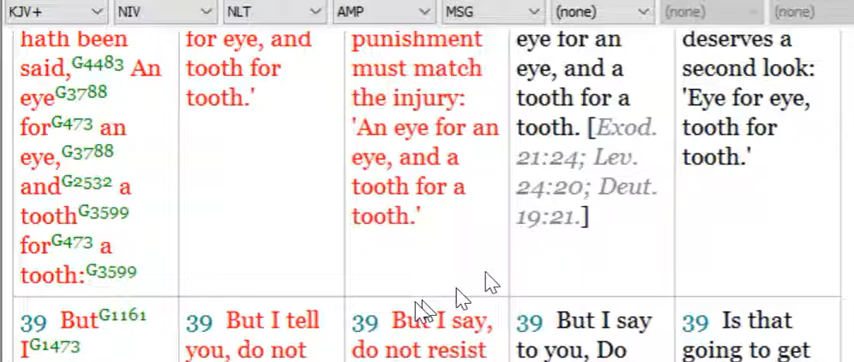 KJV+ NIV NLT AMP MSG (none) (none) (none)
hath been
said,G4483 An
eyeG3788
forG473 an
eye,G3788
andG2532 a
toothG3599
forG473 a
tooth:G3599
for eye, and
tooth for
tooth.'
punishment
must match
the injury:
'An eye for an
eye, and a
tooth for a
tooth.'
eye for an
eye, and a
tooth for a
tooth. [Exod.
21:24; Lev.
24:20; Deut.
19:21.]
deserves a
second look:
'Eye for eye,
tooth for
tooth.'
39 ButG1161
IG1473
39 But I tell
you, do not
39 But I say,
do not resist
39 But I say
to you, Do
39 Is that
going to get